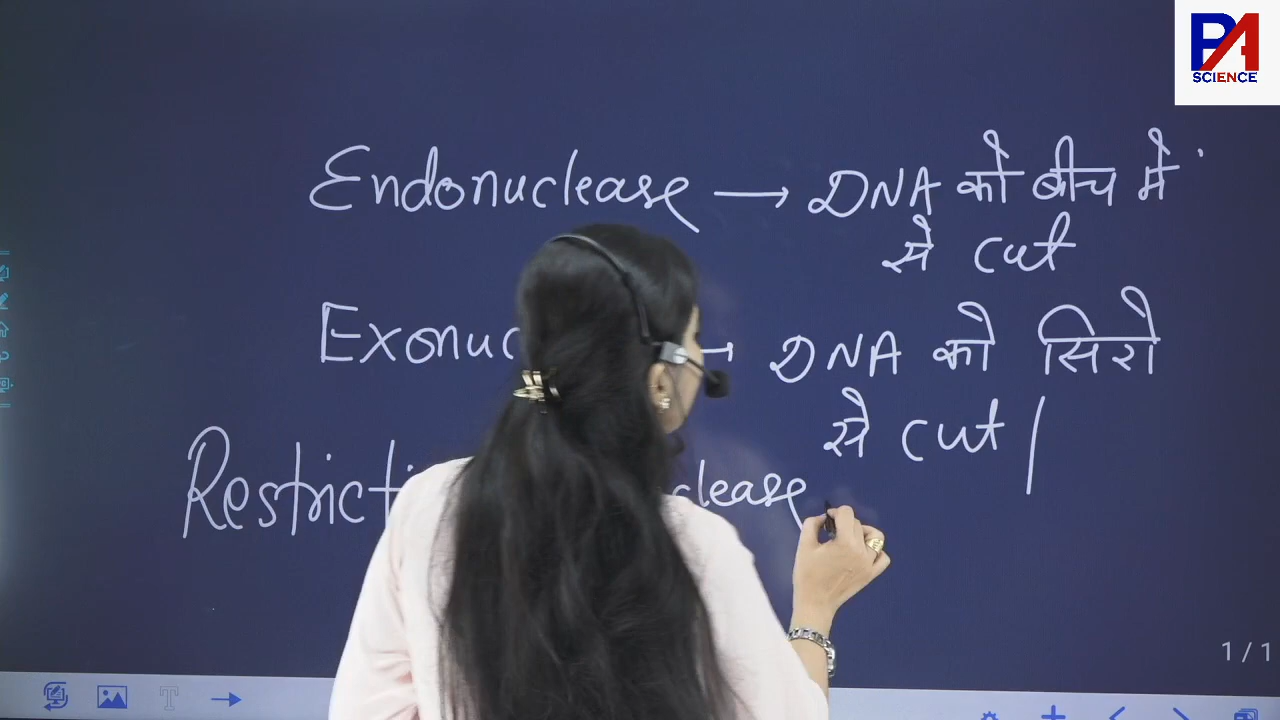 PA
SCIENCE
Endonuclease → DNA को बीच में
से cut
Exonuc → DNA को सिरो
से cut |
Restricti clease
1/1